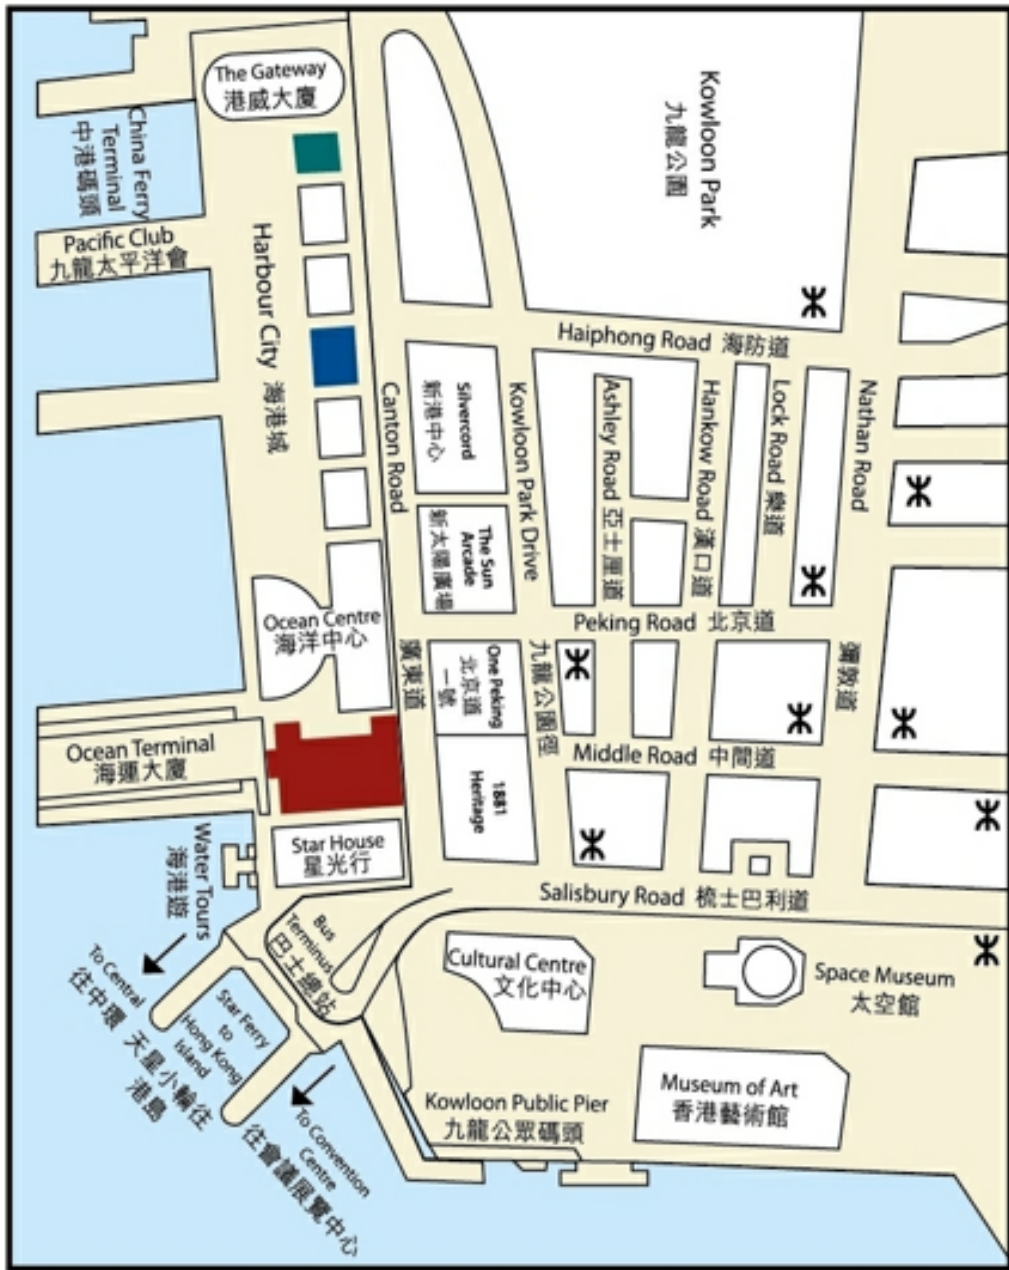 The Gateway
港威大廈
Kowloon Park
九龍公園
China Ferry
Terminal
中港碼頭
Pacific Club
九龍太平洋會
Harbour City 海港城
Haiphong Road 海防道
Silvercord
新港中心
Canton Road
Kowloon Park Drive
Ashley Road 亞士厘道
Hankow Road 漢口道
Lock Road 樂道
Nathan Road
The Sun
Arcade
新太陽廣場
Ocean Centre
海洋中心
Peking Road 北京道
廣東道
One Peking
北京道
一號
九龍公園徑
彌敦道
Ocean Terminal
海運大廈
Middle Road 中間道
1881
Heritage
Star House
星光行
Water Tours
海港遊
Salisbury Road 梳士巴利道
Bus
Terminus
巴士總站
Cultural Centre
文化中心
Space Museum
太空館
To Central
往中環
Star Ferry
to
Hong Kong
Island
天星小輪往
港島
Museum of Art
香港藝術館
Kowloon Public Pier
九龍公眾碼頭
To Convention
Centre
往會議展覽中心